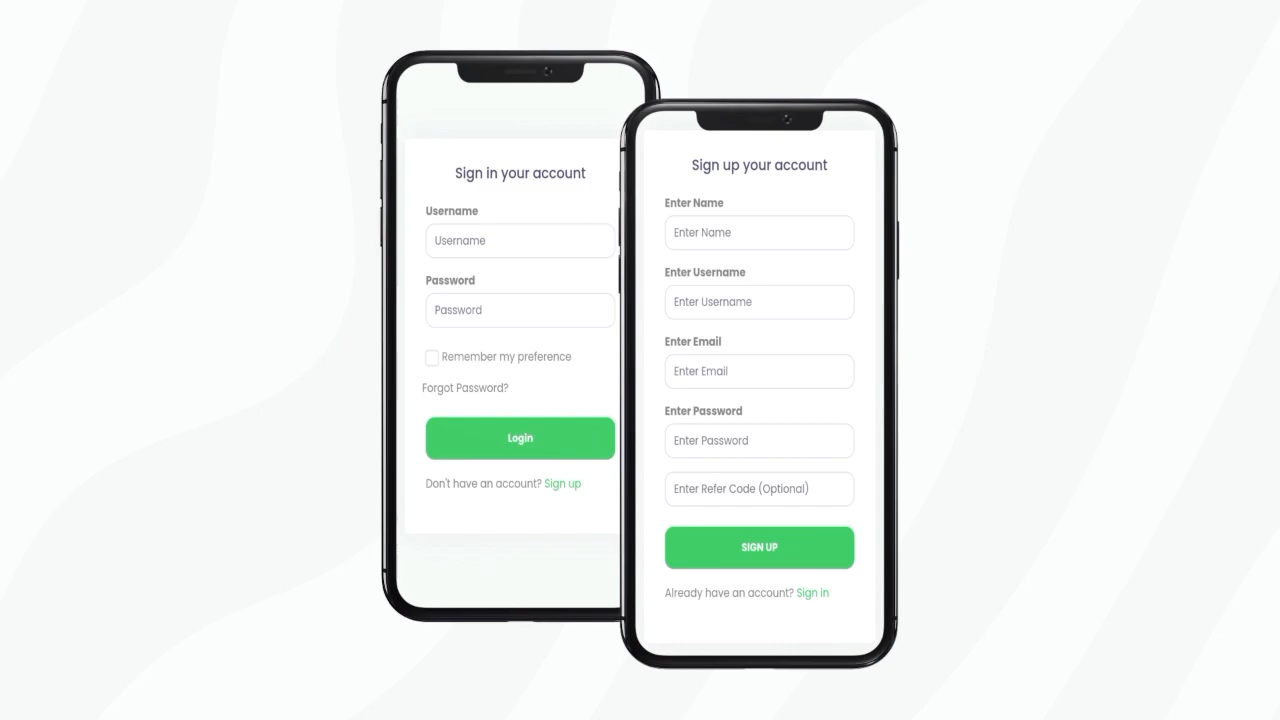 Sign in your account
Username
Username
Password
Password
Remember my preference
Forgot Password?
Login
Don't have an account? Sign up
Sign up your account
Enter Name
Enter Name
Enter Username
Enter Username
Enter Email
Enter Email
Enter Password
Enter Password
Enter Refer Code (Optional)
SIGN UP
Already have an account? Sign in